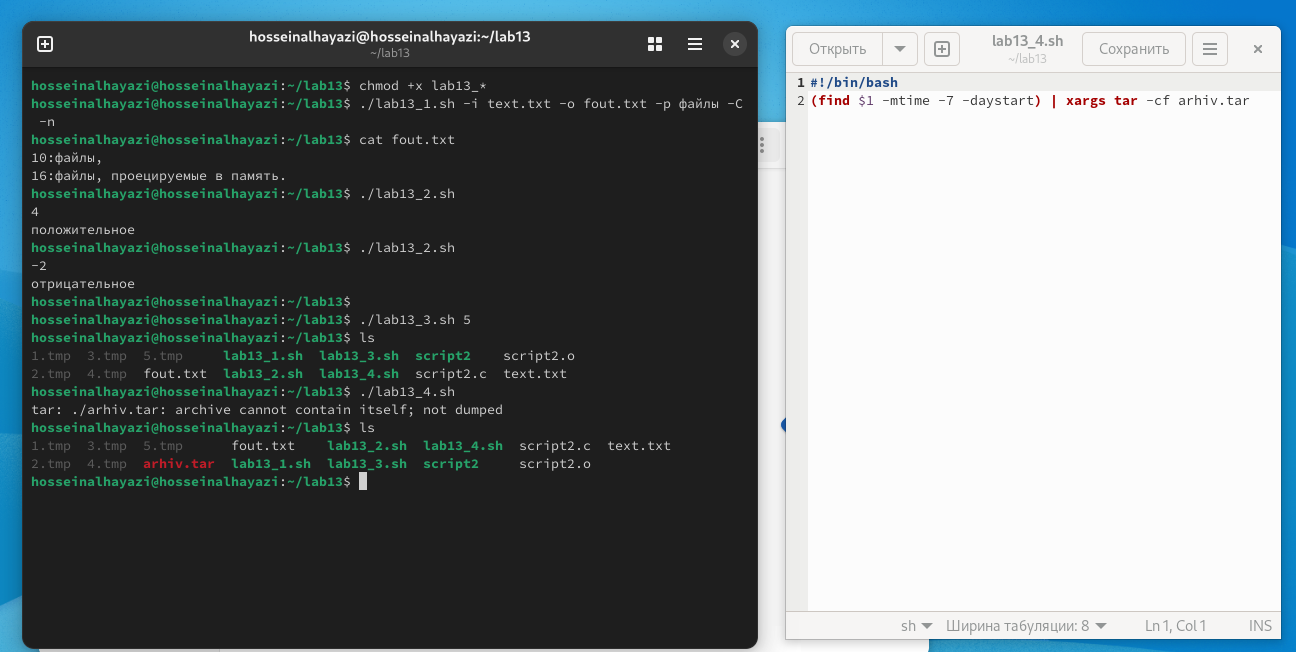 hosseinalhayazi@hosseinalhayazi:~/lab13
~/lab13
hosseinalhayazi@hosseinalhayazi:~/lab13$ chmod +x lab13_*
hosseinalhayazi@hosseinalhayazi:~/lab13$ ./lab13_1.sh -i text.txt -o fout.txt -p файлы -C
-n
hosseinalhayazi@hosseinalhayazi:~/lab13$ cat fout.txt
10:файлы,
16:файлы, проецируемые в память.
hosseinalhayazi@hosseinalhayazi:~/lab13$ ./lab13_2.sh
4
положительное
hosseinalhayazi@hosseinalhayazi:~/lab13$ ./lab13_2.sh
-2
отрицательное
hosseinalhayazi@hosseinalhayazi:~/lab13$
hosseinalhayazi@hosseinalhayazi:~/lab13$ ./lab13_3.sh 5
hosseinalhayazi@hosseinalhayazi:~/lab13$ ls
1.tmp 3.tmp 5.tmp lab13_1.sh lab13_3.sh script2 script2.o
2.tmp 4.tmp fout.txt lab13_2.sh lab13_4.sh script2.c text.txt
hosseinalhayazi@hosseinalhayazi:~/lab13$ ./lab13_4.sh
tar: ./arhiv.tar: archive cannot contain itself; not dumped
hosseinalhayazi@hosseinalhayazi:~/lab13$ ls
1.tmp 3.tmp 5.tmp fout.txt lab13_2.sh lab13_4.sh script2.c text.txt
2.tmp 4.tmp arhiv.tar lab13_1.sh lab13_3.sh script2 script2.o
hosseinalhayazi@hosseinalhayazi:~/lab13$
Открыть
lab13_4.sh
~/lab13
Сохранить
1 #!/bin/bash
2 (find $1 -mtime -7 -daystart) | xargs tar -cf arhiv.tar
sh Ширина табуляции: 8 Ln 1, Col 1 INS